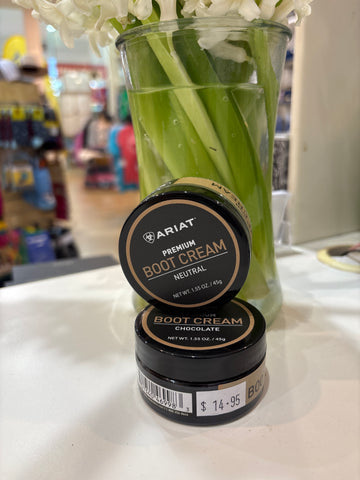 ARIAT
PREMIUM
BOOT CREAM
NEUTRAL
NET WT. 1.55 OZ. / 45g
BOOT CREAM
CHOCOLATE
NET WT. 1.55 OZ. / 45g
$ 14.95